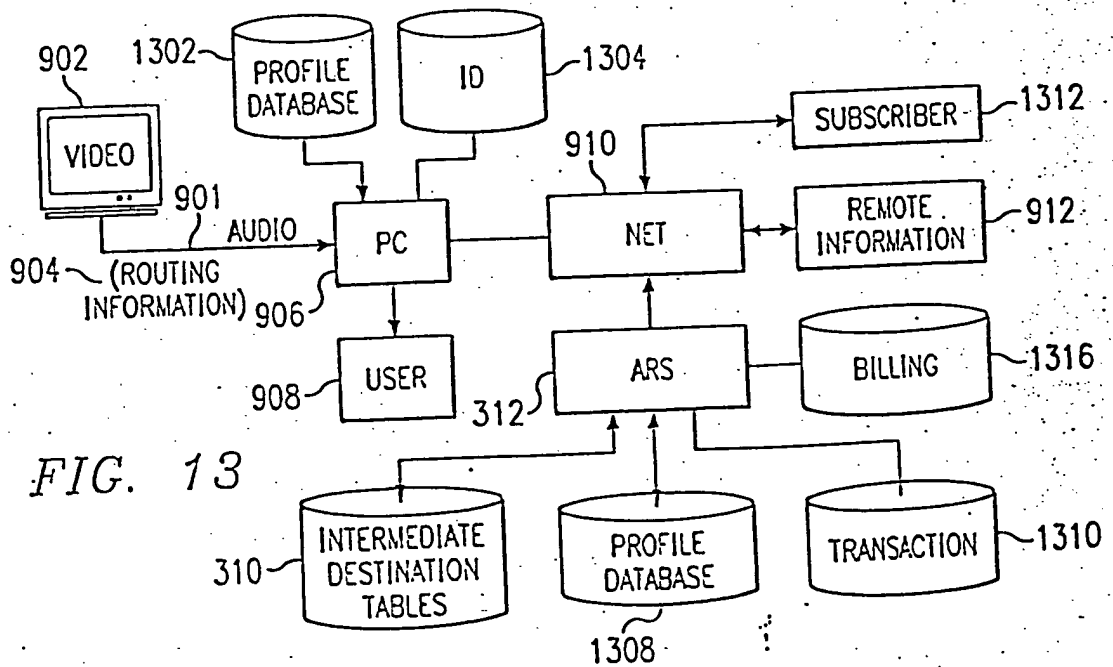 1302
PROFILE
DATABASE
ID
1304
902
VIDEO
901
AUDIO
904
(ROUTING
INFORMATION)
PC
906
USER
908
910
NET
SUBSCRIBER
1312
REMOTE
INFORMATION
912
ARS
312
BILLING
1316
FIG. 13
310
INTERMEDIATE
DESTINATION
TABLES
PROFILE
DATABASE
1308
TRANSACTION
1310